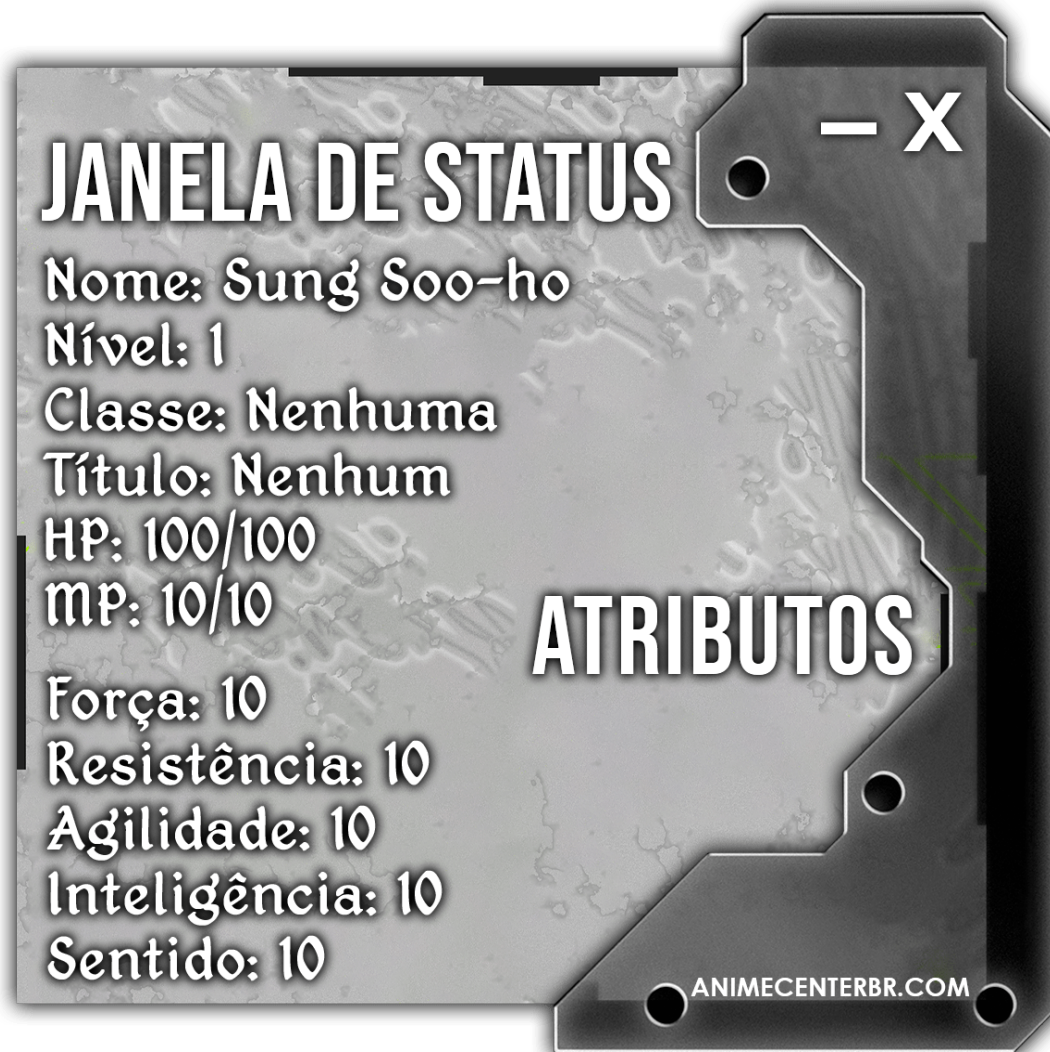 – X
JANELA DE STATUS
Nome: Sung Soo-ho
Nível: 1
Classe: Nenhuma
Título: Nenhum
HP: 100/100
MP: 10/10
ATRIBUTOS
Força: 10
Resistência: 10
Agilidade: 10
Inteligência: 10
Sentido: 10
ANIMECENTERBR.COM